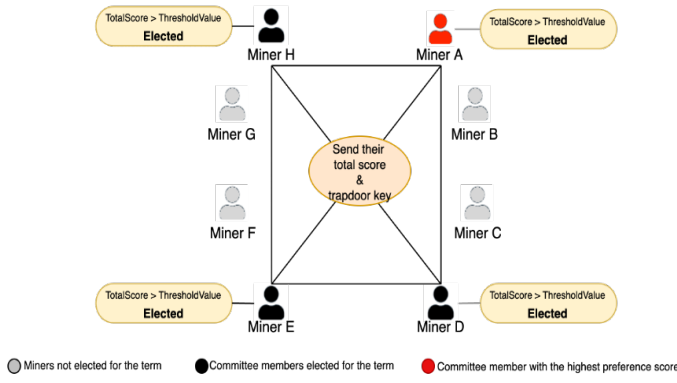 TotalScore > ThresholdValue
Elected
TotalScore > ThresholdValue
Elected
Miner H
Miner A
Miner G
Miner B
Send their
total score
&
trapdoor key
Miner F
Miner C
TotalScore > ThresholdValue
Elected
TotalScore > ThresholdValue
Elected
Miner E
Miner D
Miners not elected for the term
Committee members elected for the term
Committee member with the highest preference score